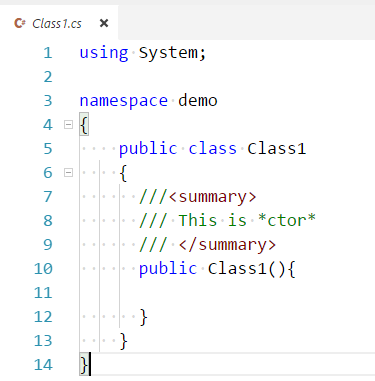 C# Class1.cs ×
1 using System;
2
3 namespace demo
4 {
5     public class Class1
6     {
7       ///<summary>
8       /// This is *ctor*
9       /// </summary>
10       public Class1(){
11
12       }
13     }
14 }